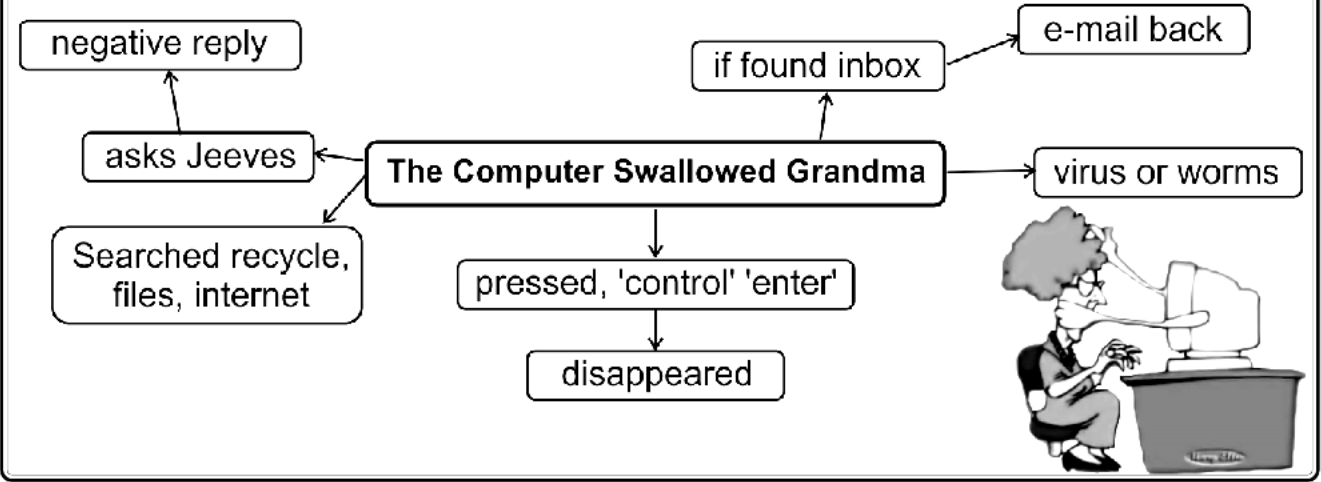 negative reply
if found inbox
e-mail back
asks Jeeves
The Computer Swallowed Grandma
virus or worms
Searched recycle,
files, internet
pressed, 'control' 'enter'
disappeared